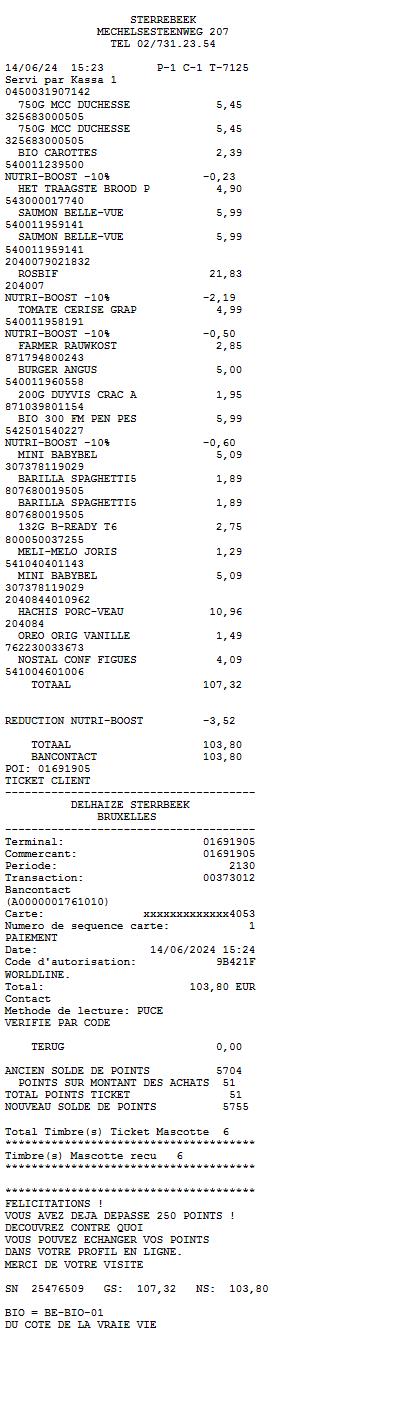 STERREBEEK
MECHELSESTEENWEG 207
TEL 02/731.23.54
14/06/24 15:23 P-1 C-1 T-7125
Servi par Kassa 1
0450031907142
750G MCC DUCHESSE 5,45
325683000505
750G MCC DUCHESSE 5,45
325683000505
BIO CAROTTES 2,39
540011239500
NUTRI-BOOST -10% -0,23
HET TRAAGSTE BROOD P 4,90
543000017740
SAUMON BELLE-VUE 5,99
540011959141
SAUMON BELLE-VUE 5,99
540011959141
2040079021832
ROSBIF 21,83
204007
NUTRI-BOOST -10% -2,19
TOMATE CERISE GRAP 4,99
540011958191
NUTRI-BOOST -10% -0,50
FARMER RAUWKOST 2,85
871794800243
BURGER ANGUS 5,00
540011960558
200G DUYVIS CRAC A 1,95
871039801154
BIO 300 FM PEN PES 5,99
542501540227
NUTRI-BOOST -10% -0,60
MINI BABYBEL 5,09
307378119029
BARILLA SPAGHETTI5 1,89
807680019505
BARILLA SPAGHETTI5 1,89
807680019505
132G B-READY T6 2,75
800050037255
MELI-MELO JORIS 1,29
541040401143
MINI BABYBEL 5,09
307378119029
2040844010962
HACHIS PORC-VEAU 10,96
204084
OREO ORIG VANILLE 1,49
762230033673
NOSTAL CONF FIGUES 4,09
541004601006
TOTAAL 107,32
REDUCTION NUTRI-BOOST -3,52
TOTAAL 103,80
BANCONTACT 103,80
POI: 01691905
TICKET CLIENT
--------------------------------------
DELHAIZE STERRBEEK
BRUXELLES
--------------------------------------
Terminal: 01691905
Commercant: 01691905
Periode: 2130
Transaction: 00373012
Bancontact
(A0000001761010)
Carte: xxxxxxxxxxxxx4053
Numero de sequence carte: 1
PAIEMENT
Date: 14/06/2024 15:24
Code d'autorisation: 9B421F
WORLDLINE.
Total: 103,80 EUR
Contact
Methode de lecture: PUCE
VERIFIE PAR CODE
TERUG 0,00
ANCIEN SOLDE DE POINTS 5704
POINTS SUR MONTANT DES ACHATS 51
TOTAL POINTS TICKET 51
NOUVEAU SOLDE DE POINTS 5755
Total Timbre(s) Ticket Mascotte 6
**************************************
Timbre(s) Mascotte recu 6
**************************************
**************************************
FELICITATIONS !
VOUS AVEZ DEJA DEPASSE 250 POINTS !
DECOUVREZ CONTRE QUOI
VOUS POUVEZ ECHANGER VOS POINTS
DANS VOTRE PROFIL EN LIGNE.
MERCI DE VOTRE VISITE
SN 25476509 GS: 107,32 NS: 103,80
BIO = BE-BIO-01
DU COTE DE LA VRAIE VIE